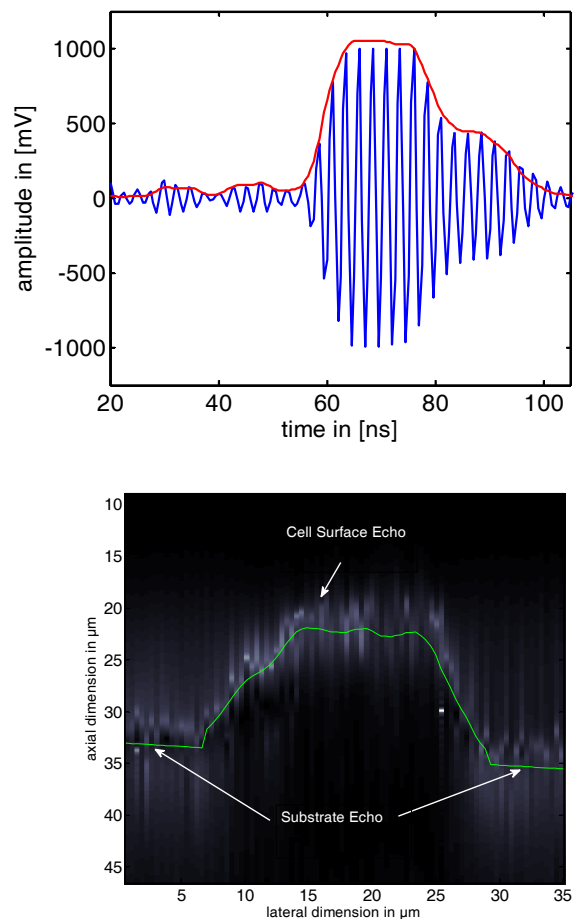 1000
500
0
-500
-1000
amplitude in [mV]
20 40 60 80 100
time in [ns]
10
15
20
25
30
35
40
45
axial dimension in µm
Cell Surface Echo
Substrate Echo
5 10 15 20 25 30 35
lateral dimension in µm